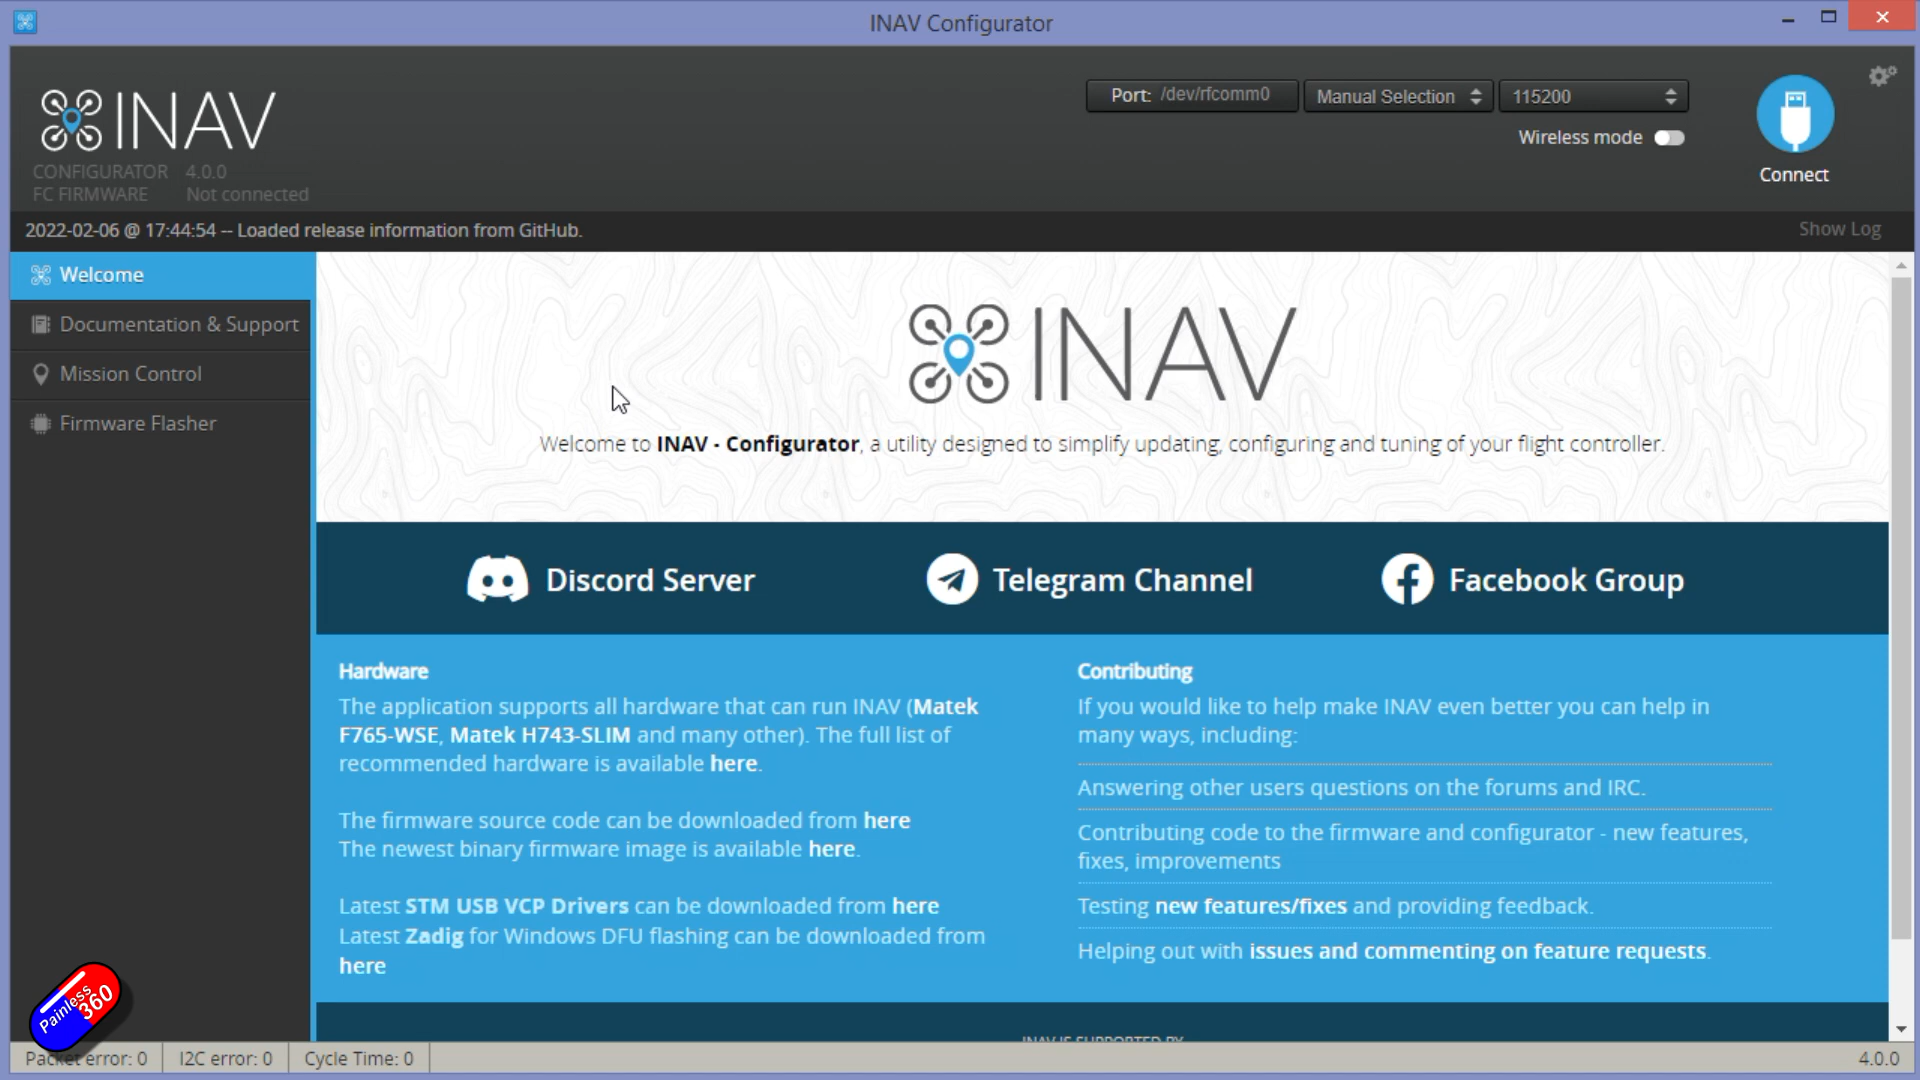 INAV Configurator
INAV
CONFIGURATOR 4.0.0
FC FIRMWARE Not connected
Port: /dev/rfcomm0
Manual Selection
115200
Wireless mode
Connect
2022-02-06 @ 17:44:54 -- Loaded release information from GitHub.
Show Log
Welcome
Documentation & Support
Mission Control
Firmware Flasher
INAV
Welcome to INAV - Configurator, a utility designed to simplify updating, configuring and tuning of your flight controller.
Discord Server
Telegram Channel
Facebook Group
Hardware
The application supports all hardware that can run INAV (Matek
F765-WSE, Matek H743-SLIM and many other). The full list of
recommended hardware is available here.
The firmware source code can be downloaded from here
The newest binary firmware image is available here.
Latest STM USB VCP Drivers can be downloaded from here
Latest Zadig for Windows DFU flashing can be downloaded from
here
Contributing
If you would like to help make INAV even better you can help in
many ways, including:
Answering other users questions on the forums and IRC.
Contributing code to the firmware and configurator - new features,
fixes, improvements
Testing new features/fixes and providing feedback.
Helping out with issues and commenting on feature requests.
INAV IS SUPPORTED BY
Painless
360
Packet error: 0
I2C error: 0
Cycle Time: 0
4.0.0